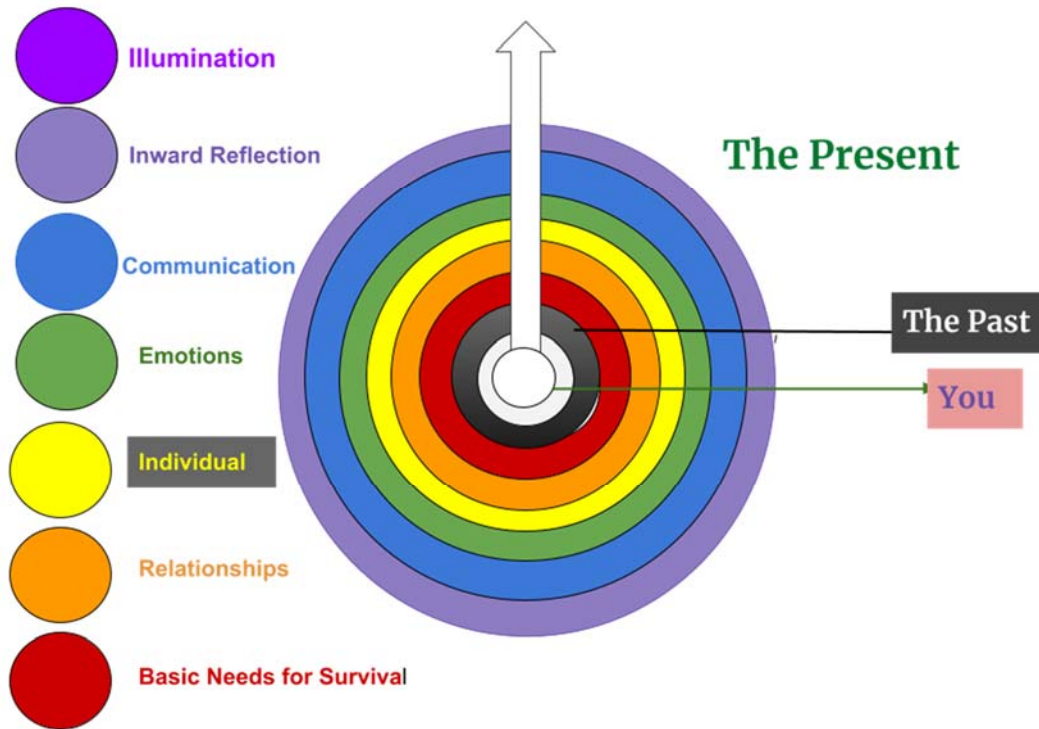 Illumination
Inward Reflection
The Present
Communication
The Past
Emotions
You
Individual
Relationships
Basic Needs for Survival